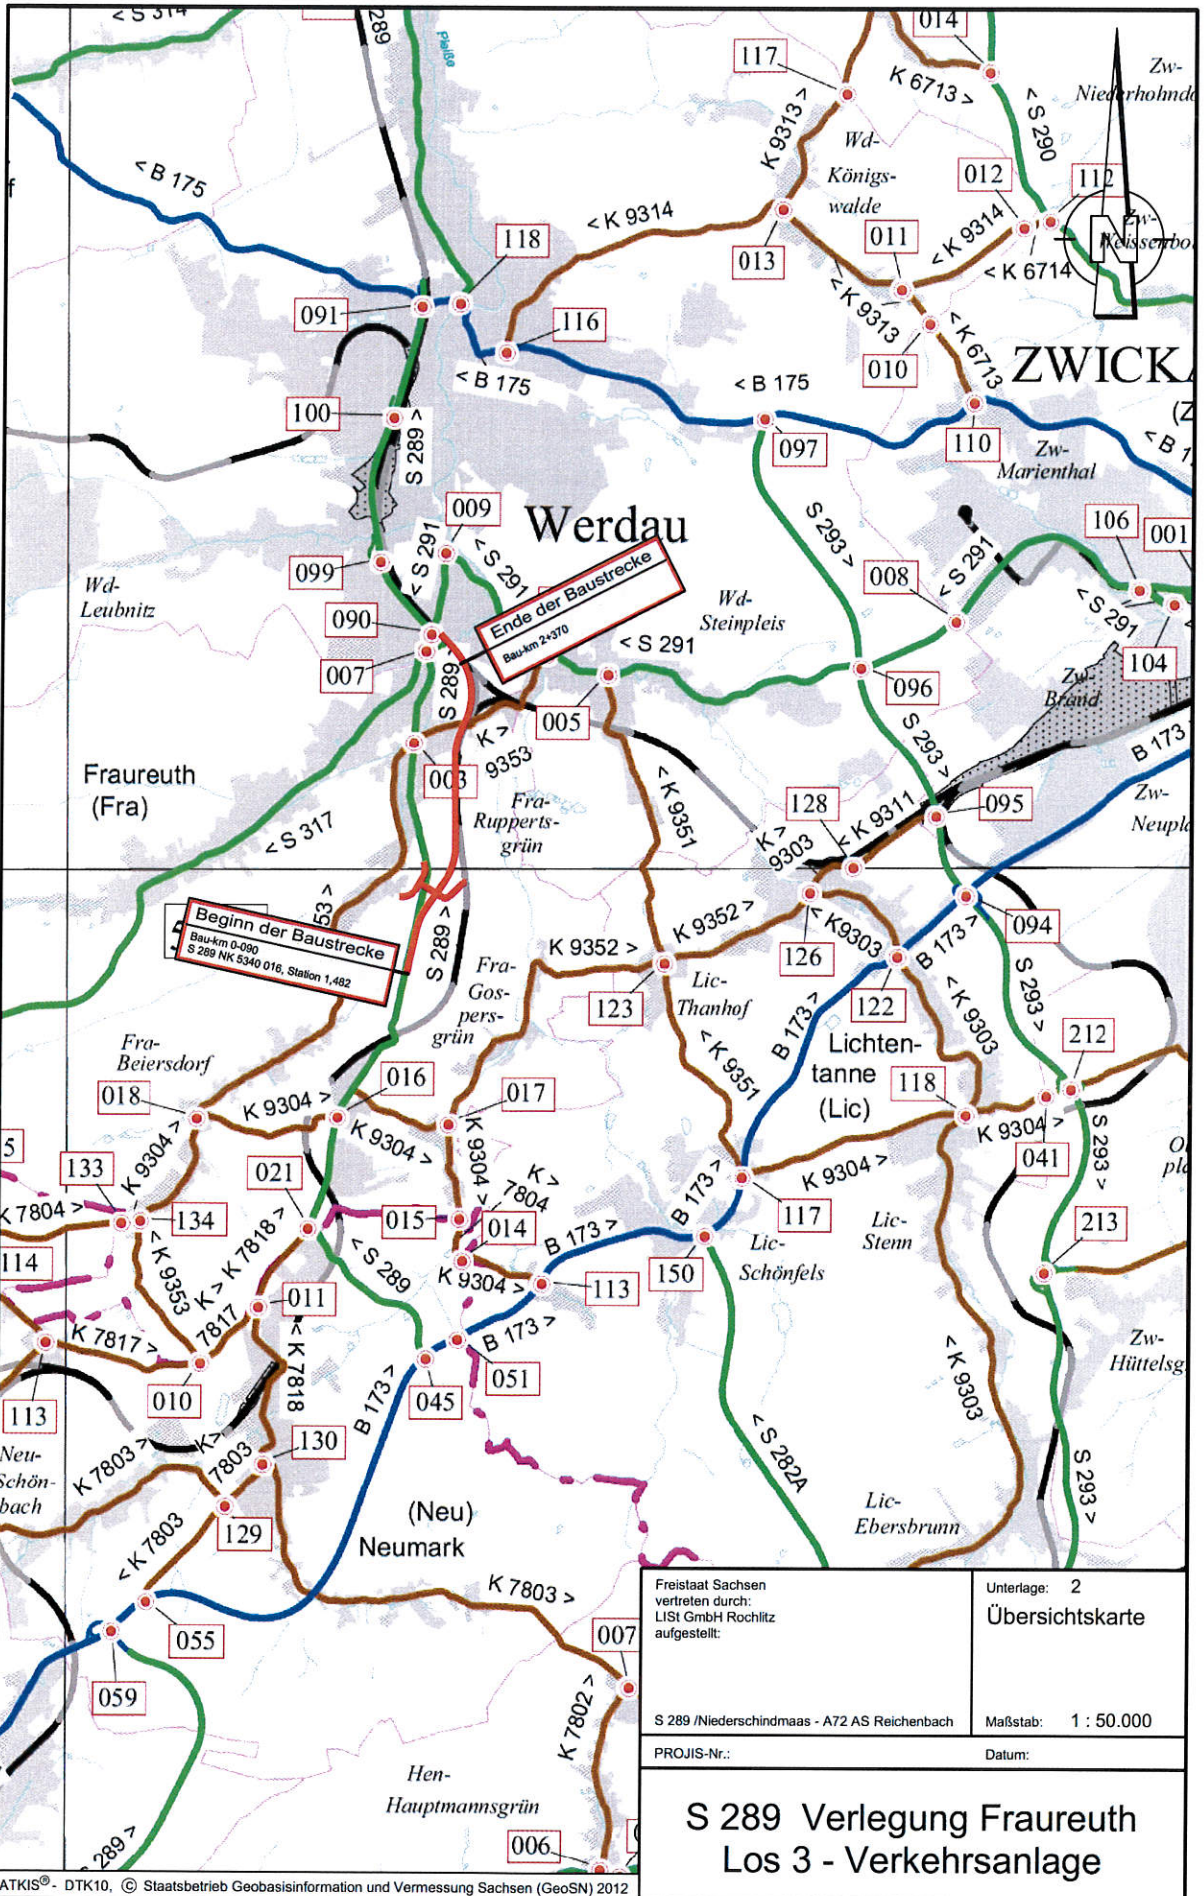 < S 314
289
Pleiße
014
117
K 6713 >
Zw-
< S 290
K 9313 >
Wd-
Königs-
walde
012
112
< B 175
118
< K 9314
013
011
< K 9314
< K 6714
091
116
< K 9313
< K 6713
010
< B 175
ZWICKA
< B 175
100
S 289 >
097
110
Zw-
Marienthal
009
Werdau
S 293 >
106
001
< S 291
< S 291
099
< S 291
008
Ende der Baustrecke
Bau-km 2+370
Wd-
Leubnitz
Wd-
Steinpleis
< S 291
090
< S 291
007
S 289
104
096
Zw-
Brand
005
K >
9353
S 293 >
B 173
003
Fraureuth
(Fra)
Fra-
Rupperts-
grün
< K 9351
128
< K 9311
095
Zw-
K >
9303
< S 317
53 >
Beginn der Baustrecke
Bau-km 0-090
S 289 NK 5340 016, Station 1,482
S 289 >
K 9352 >
K 9352 >
< K9303
B 173 >
094
126
Fra-
Gos-
pers-
grün
123
Lic-
Thanhof
122
S 293 >
B 173 >
< K 9303
Fra-
Beiersdorf
< K 9351
Lichten-
tanne
(Lic)
212
118
016
018
K 9304 >
017
K 9304 >
K 9304 >
041
S 293 >
5
133
K 9304 >
K 9304 >
K >
7804
K 9304 >
021
B 173 >
117
K 7804 >
134
K 7818 >
015
014
B 173 >
Lic-
Stenn
213
114
< K 9353
< S 289
150
Lic-
Schönfels
K >
7817
011
K 9304 >
113
K 7817 >
< K 7818
B 173 >
Zw-
051
< K 9303
010
B 173 >
045
113
K 7803 >
K >
7803
130
< S 282A
Neu-
Schön-
bach
S 293 >
129
(Neu)
Neumark
Lic-
Ebersbrunn
< K 7803
K 7803 >
055
007
059
K 7802 >
Hen-
Hauptmannsgrün
006
S 289 >
Freistaat Sachsen
vertreten durch:
LISt GmbH Rochlitz
aufgestellt:
S 289 /Niederschindmaas - A72 AS Reichenbach
Unterlage: 2
Übersichtskarte
Maßstab: 1 : 50.000
PROJIS-Nr.:
Datum:
S 289 Verlegung Fraureuth
Los 3 - Verkehrsanlage
ATKIS® - DTK10, © Staatsbetrieb Geobasisinformation und Vermessung Sachsen (GeoSN) 2012